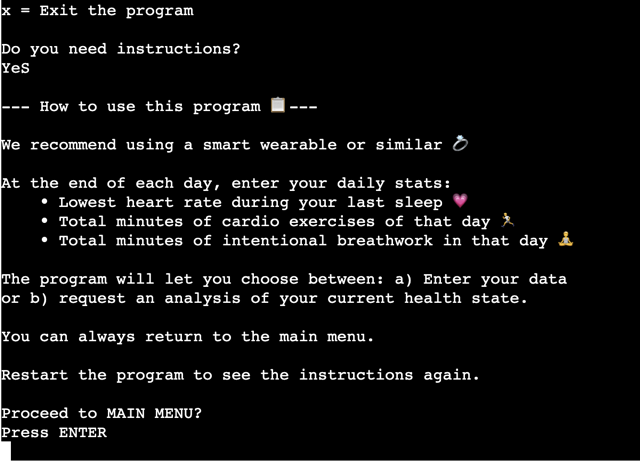 x = Exit the program
Do you need instructions?
YeS
--- How to use this program 📋---
We recommend using a smart wearable or similar 💍
At the end of each day, enter your daily stats:
• Lowest heart rate during your last sleep 💗
• Total minutes of cardio exercises of that day 🏃
• Total minutes of intentional breathwork in that day 🧘
The program will let you choose between: a) Enter your data
or b) request an analysis of your current health state.
You can always return to the main menu.
Restart the program to see the instructions again.
Proceed to MAIN MENU?
Press ENTER